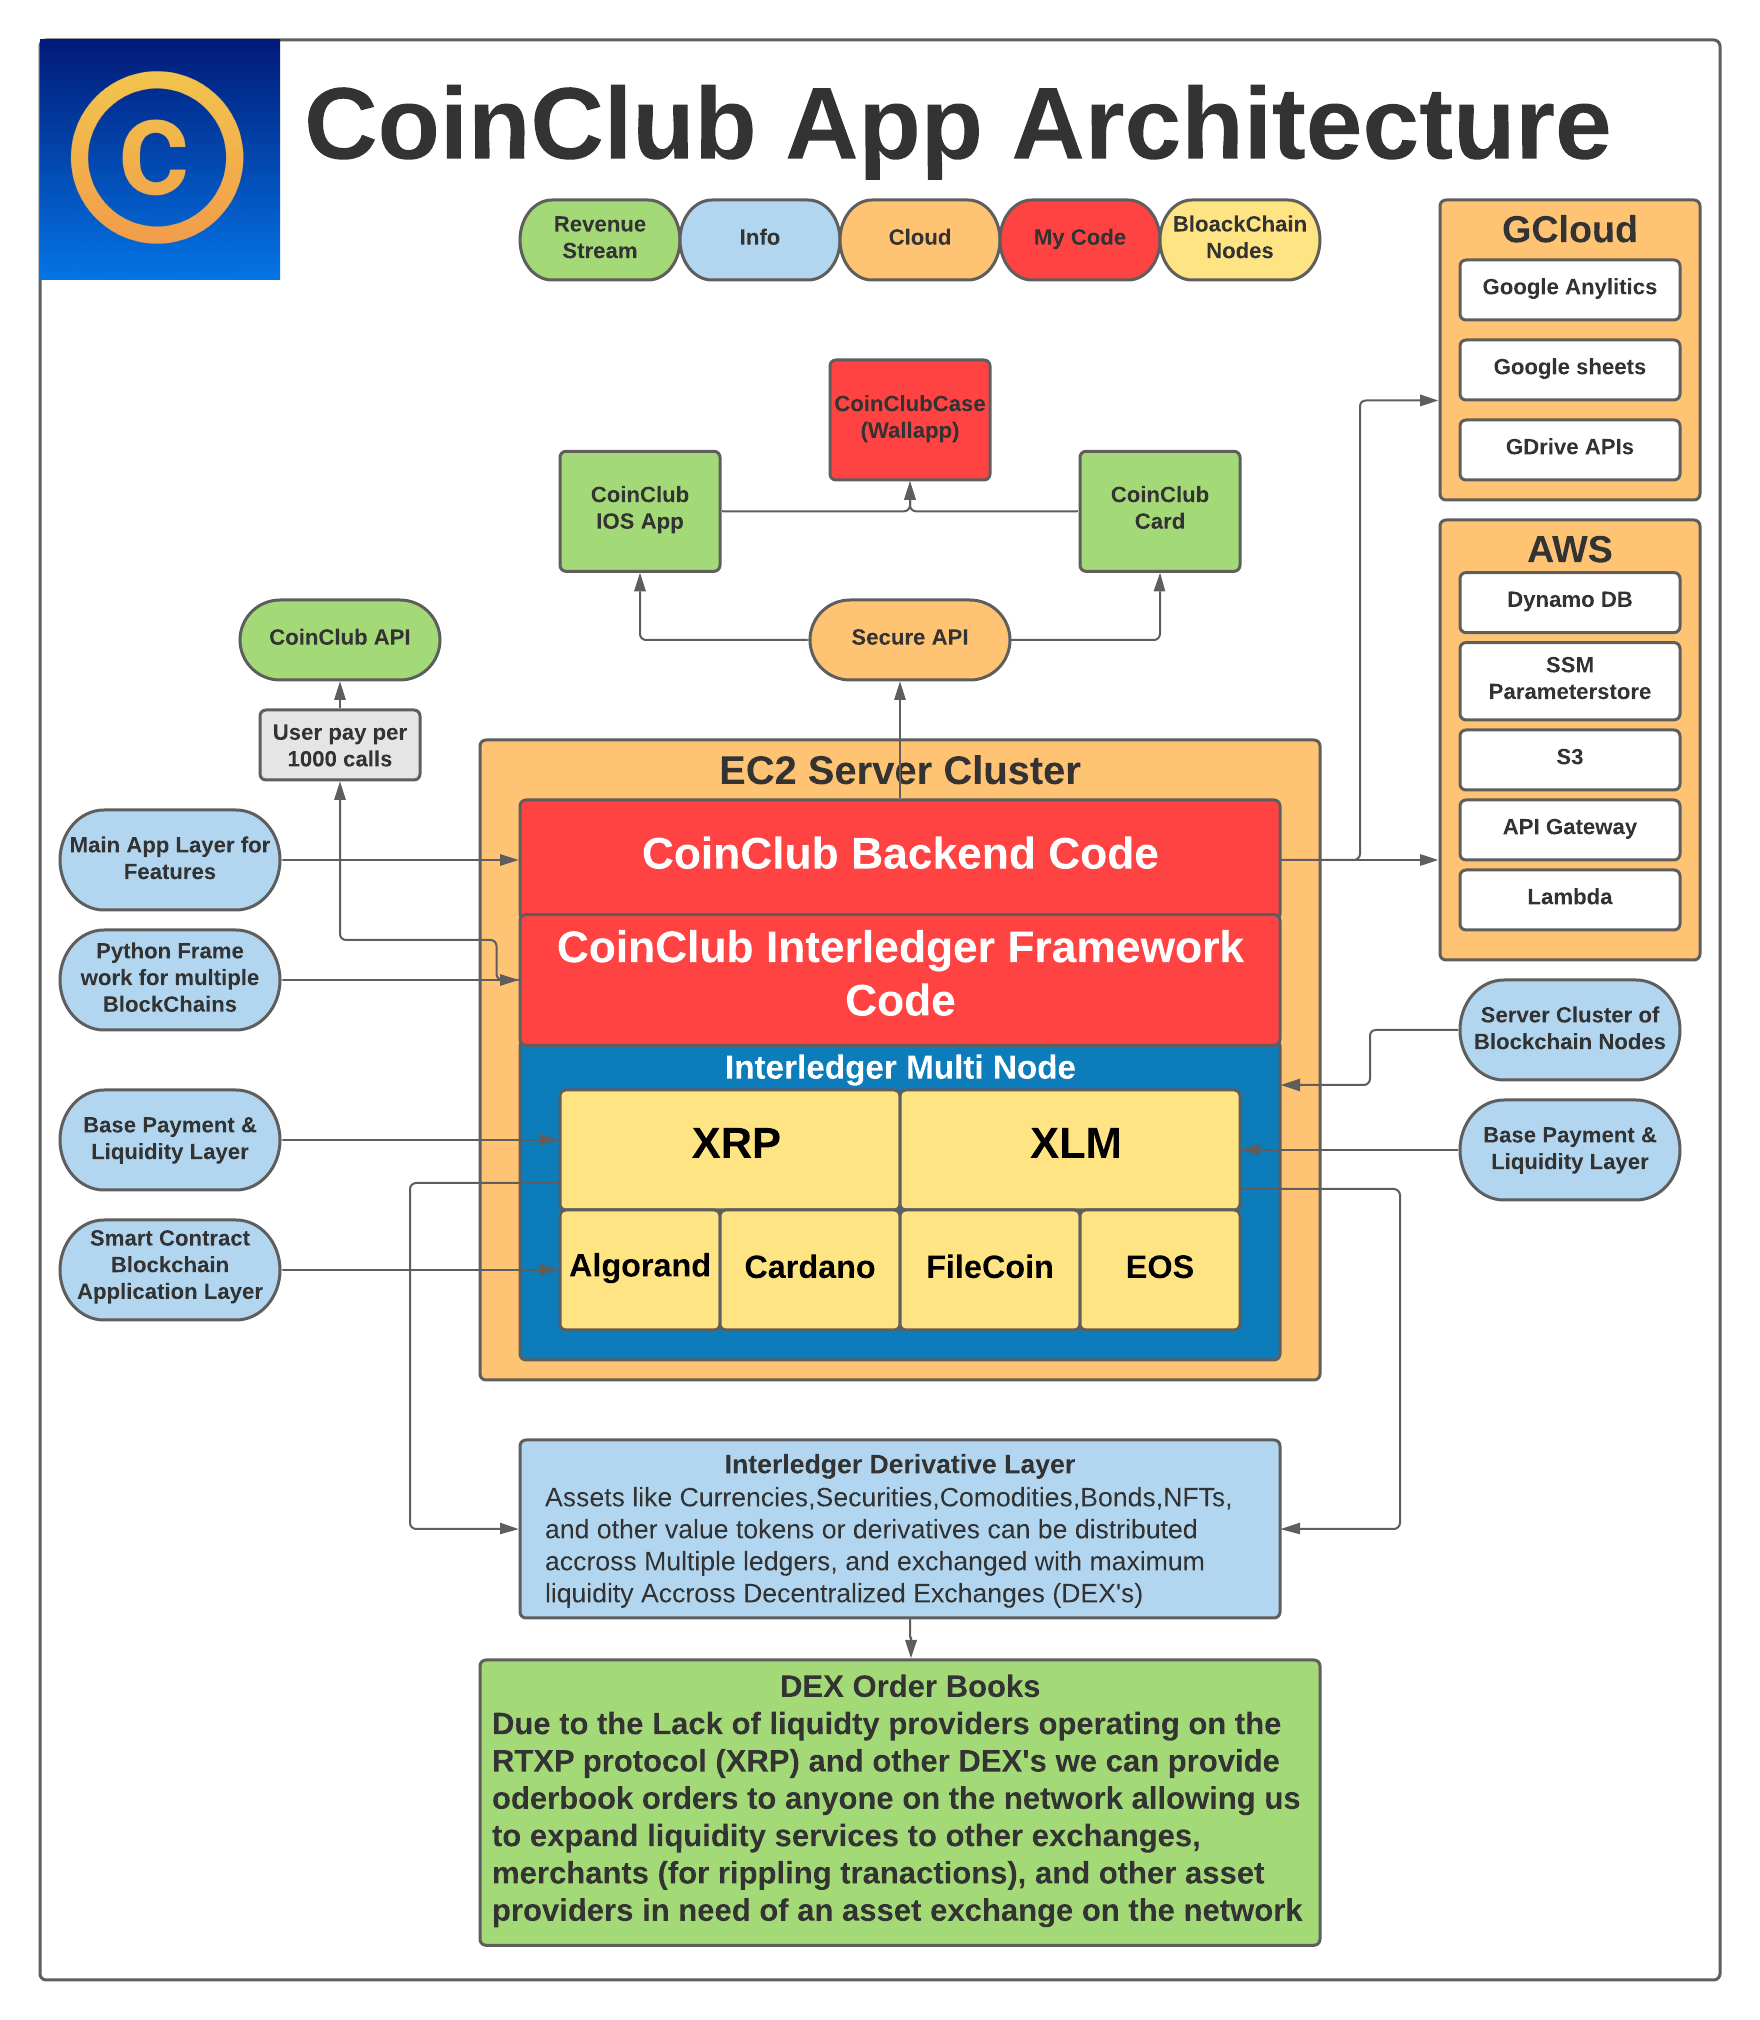 C
CoinClub App Architecture
Revenue
Stream
Info
Cloud
My Code
BloackChain
Nodes
GCloud
Google Anylitics
Google sheets
GDrive APIs
CoinClubCase
(Wallapp)
CoinClub
IOS App
CoinClub
Card
AWS
Dynamo DB
SSM
Parameterstore
S3
API Gateway
Lambda
CoinClub API
Secure API
User pay per
1000 calls
EC2 Server Cluster
Main App Layer for
Features
CoinClub Backend Code
Python Frame
work for multiple
BlockChains
CoinClub Interledger Framework
Code
Server Cluster of
Blockchain Nodes
Interledger Multi Node
Base Payment &
Liquidity Layer
XRP
XLM
Base Payment &
Liquidity Layer
Smart Contract
Blockchain
Application Layer
Algorand
Cardano
FileCoin
EOS
Interledger Derivative Layer
Assets like Currencies,Securities,Comodities,Bonds,NFTs,
and other value tokens or derivatives can be distributed
accross Multiple ledgers, and exchanged with maximum
liquidity Accross Decentralized Exchanges (DEX's)
DEX Order Books
Due to the Lack of liquidty providers operating on the
RTXP protocol (XRP) and other DEX's we can provide
oderbook orders to anyone on the network allowing us
to expand liquidity services to other exchanges,
merchants (for rippling tranactions), and other asset
providers in need of an asset exchange on the network